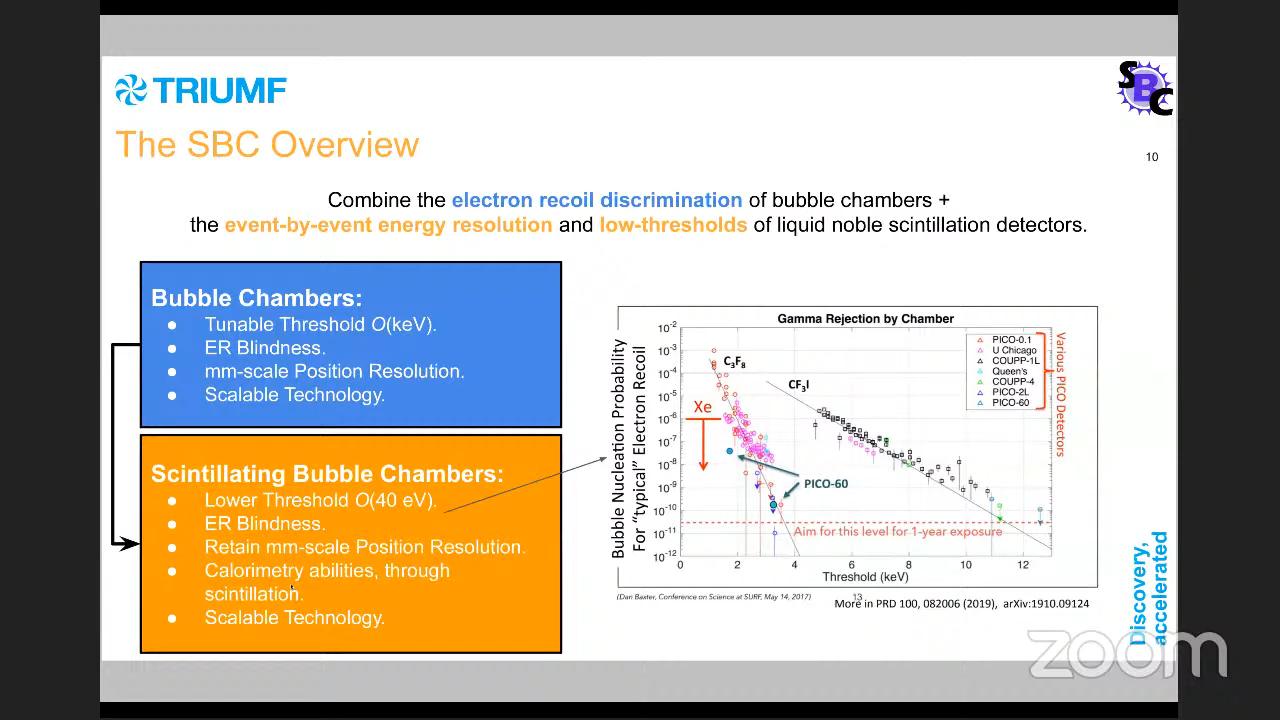 TRIUMF
SBC
The SBC Overview
10
Combine the electron recoil discrimination of bubble chambers +
the event-by-event energy resolution and low-thresholds of liquid noble scintillation detectors.
Bubble Chambers:
● Tunable Threshold O(keV).
● ER Blindness.
● mm-scale Position Resolution.
● Scalable Technology.
Scintillating Bubble Chambers:
● Lower Threshold O(40 eV).
● ER Blindness.
● Retain mm-scale Position Resolution.
● Calorimetry abilities, through
scintillation.
● Scalable Technology.
Gamma Rejection by Chamber
Bubble Nucleation Probability
For "typical" Electron Recoil
10⁻²
10⁻³
10⁻⁴
10⁻⁵
10⁻⁶
10⁻⁷
10⁻⁸
10⁻⁹
10⁻¹⁰
10⁻¹¹
10⁻¹²
C₃F₈
CF₃I
Xe
PICO-60
PICO-0.1
U Chicago
COUPP-1L
Queen's
COUPP-4
PICO-2L
PICO-60
Various PICO Detectors
Aim for this level for 1-year exposure
0 2 4 6 8 10 12
Threshold (keV)
(Dan Baxter, Conference on Science at SURF, May 14, 2017)
13
More in PRD 100, 082006 (2019), arXiv:1910.09124
Discovery,
accelerated
zoom